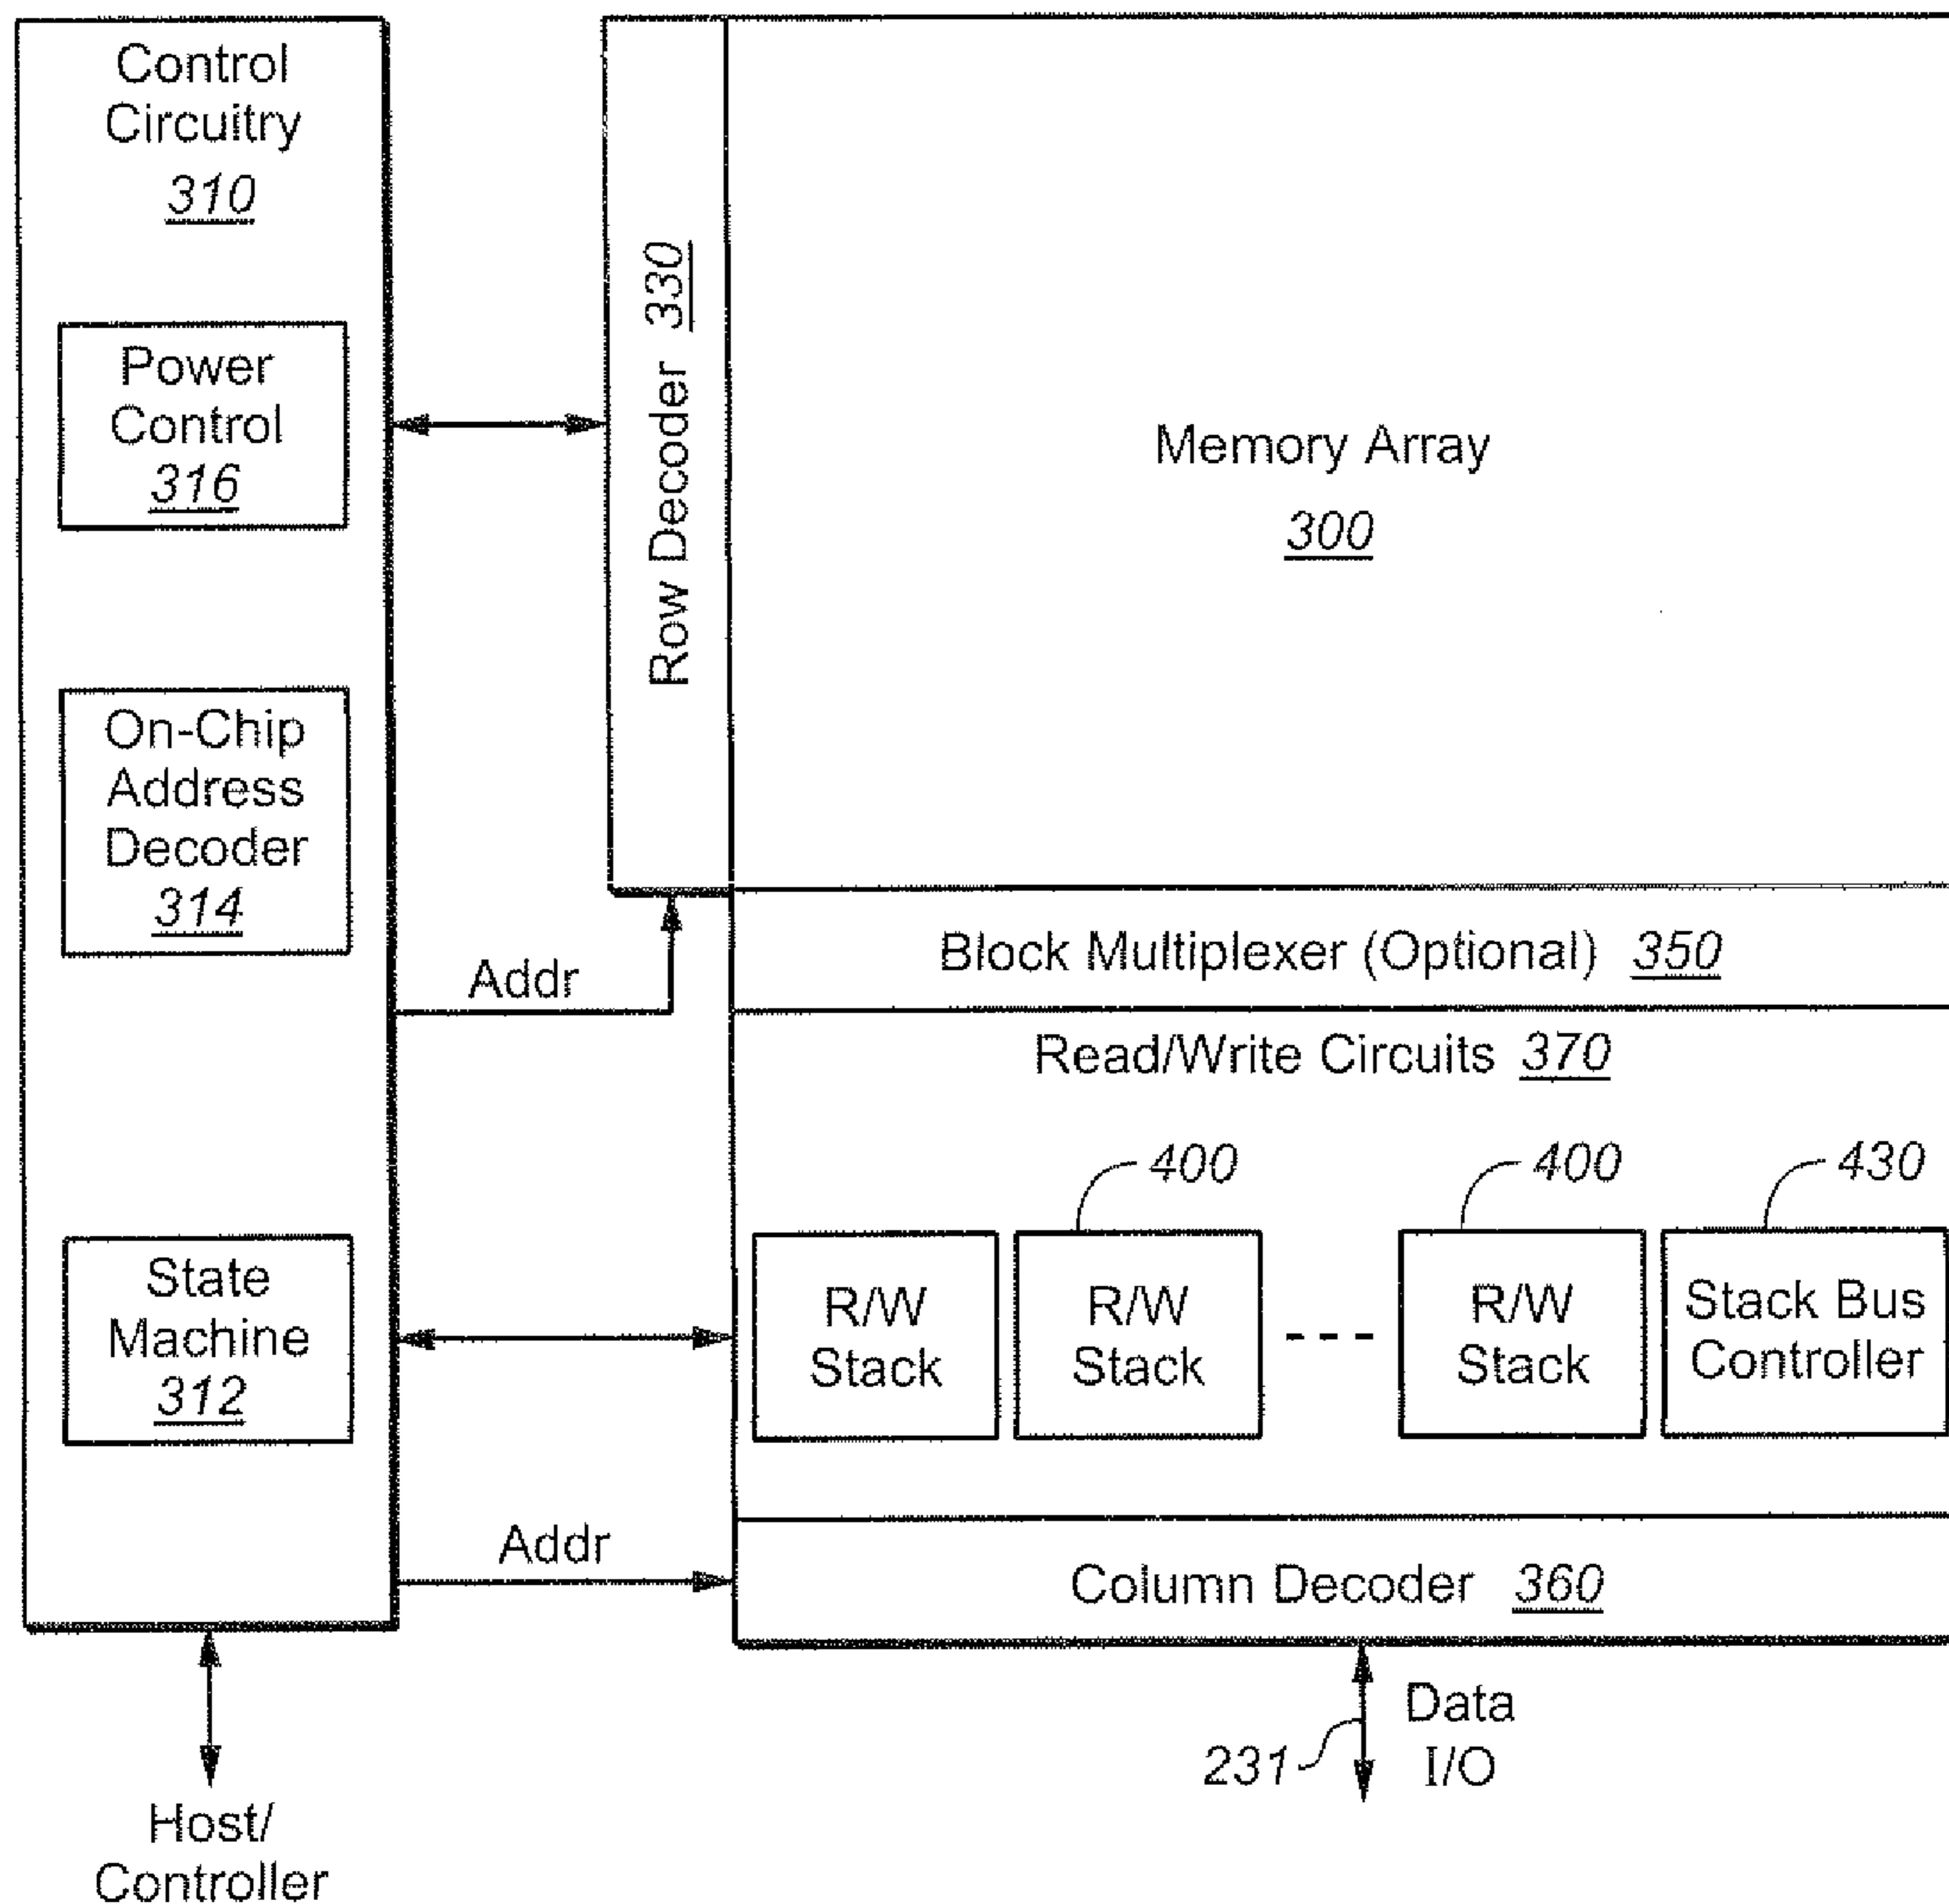 Control
Circuitry
310
Power
Control
316
On-Chip
Address
Decoder
314
State
Machine
312
Host/
Controller
Addr
Addr
Row Decoder 330
Memory Array
300
Block Multiplexer (Optional) 350
Read/Write Circuits 370
400
400
430
R/W
Stack
R/W
Stack
R/W
Stack
Stack Bus
Controller
Column Decoder 360
Data
I/O
231